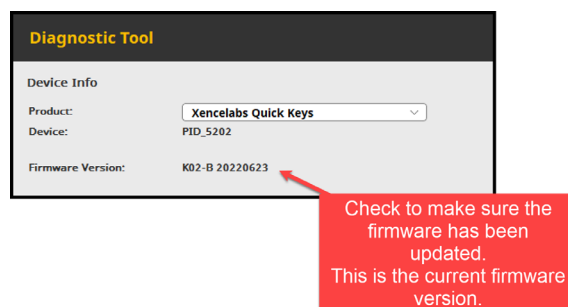 Diagnostic Tool
Device Info
Product: Xencelabs Quick Keys
Device: PID_5202
Firmware Version: K02-B 20220623
Check to make sure the
firmware has been
updated.
This is the current firmware
version.